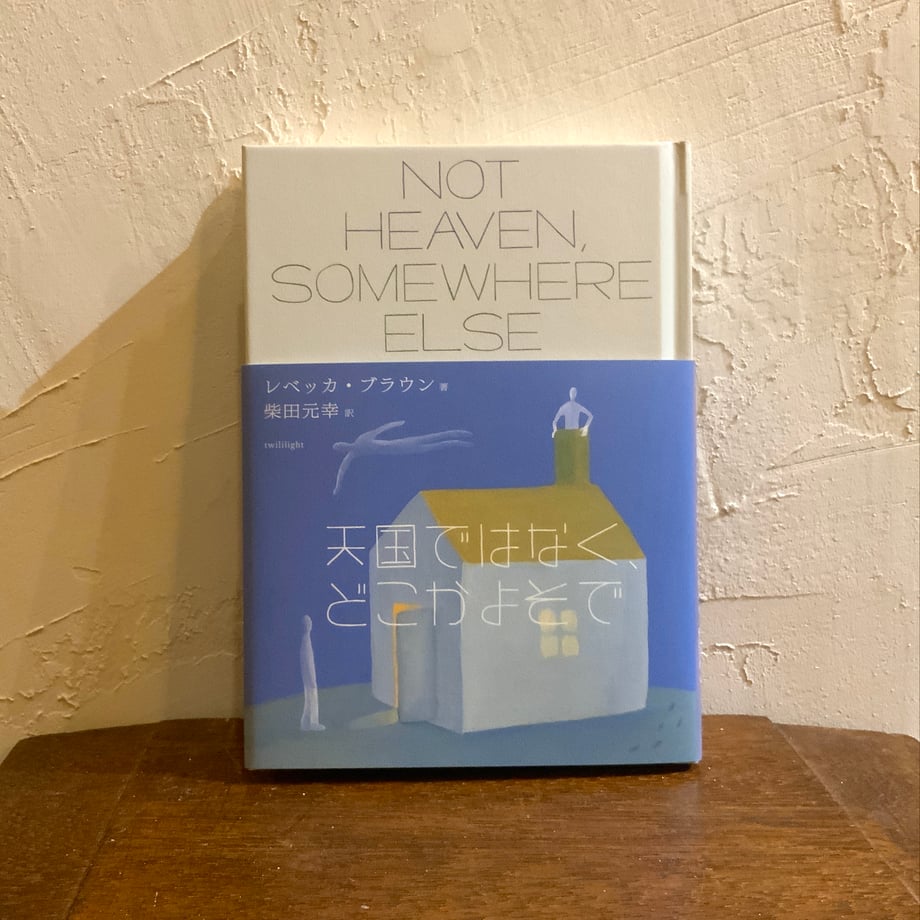 NOT
HEAVEN,
SOMEWHERE
ELSE
レベッカ・ブラウン 著
柴田元幸 訳
twililight
天国ではなく、
どこかよそで